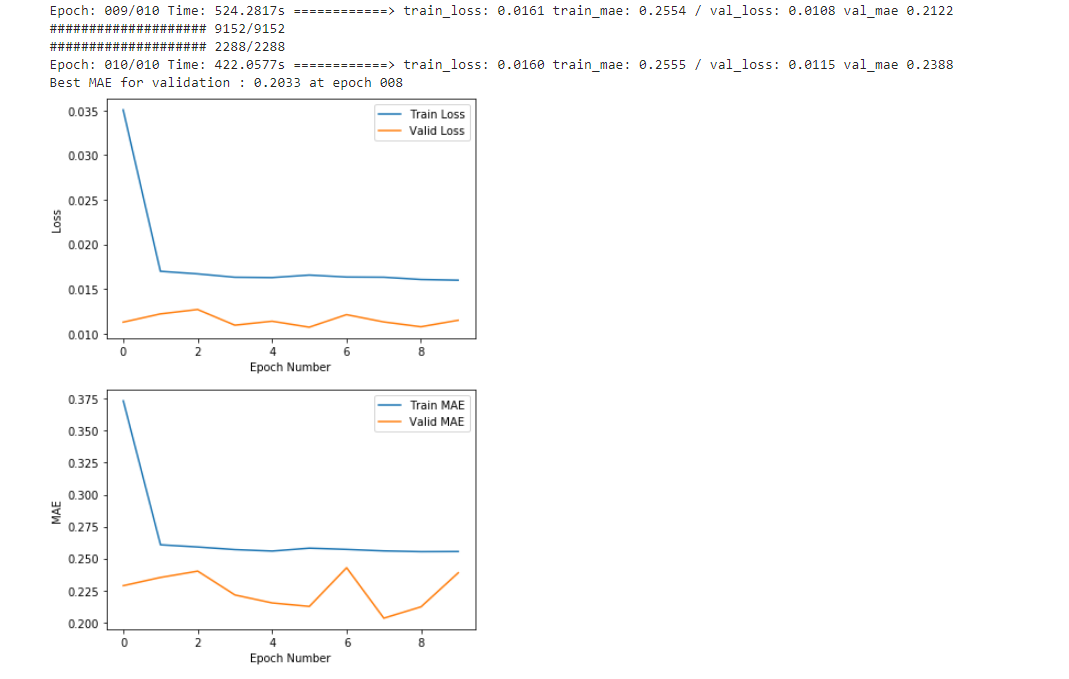 Epoch: 009/010 Time: 524.2817s ============> train_loss: 0.0161 train_mae: 0.2554 / val_loss: 0.0108 val_mae 0.2122
#################### 9152/9152
#################### 2288/2288
Epoch: 010/010 Time: 422.0577s ============> train_loss: 0.0160 train_mae: 0.2555 / val_loss: 0.0115 val_mae 0.2388
Best MAE for validation : 0.2033 at epoch 008
Train Loss
Valid Loss
0.035
0.030
0.025
0.020
0.015
0.010
Loss
0 2 4 6 8
Epoch Number
Train MAE
Valid MAE
0.375
0.350
0.325
0.300
0.275
0.250
0.225
0.200
MAE
0 2 4 6 8
Epoch Number